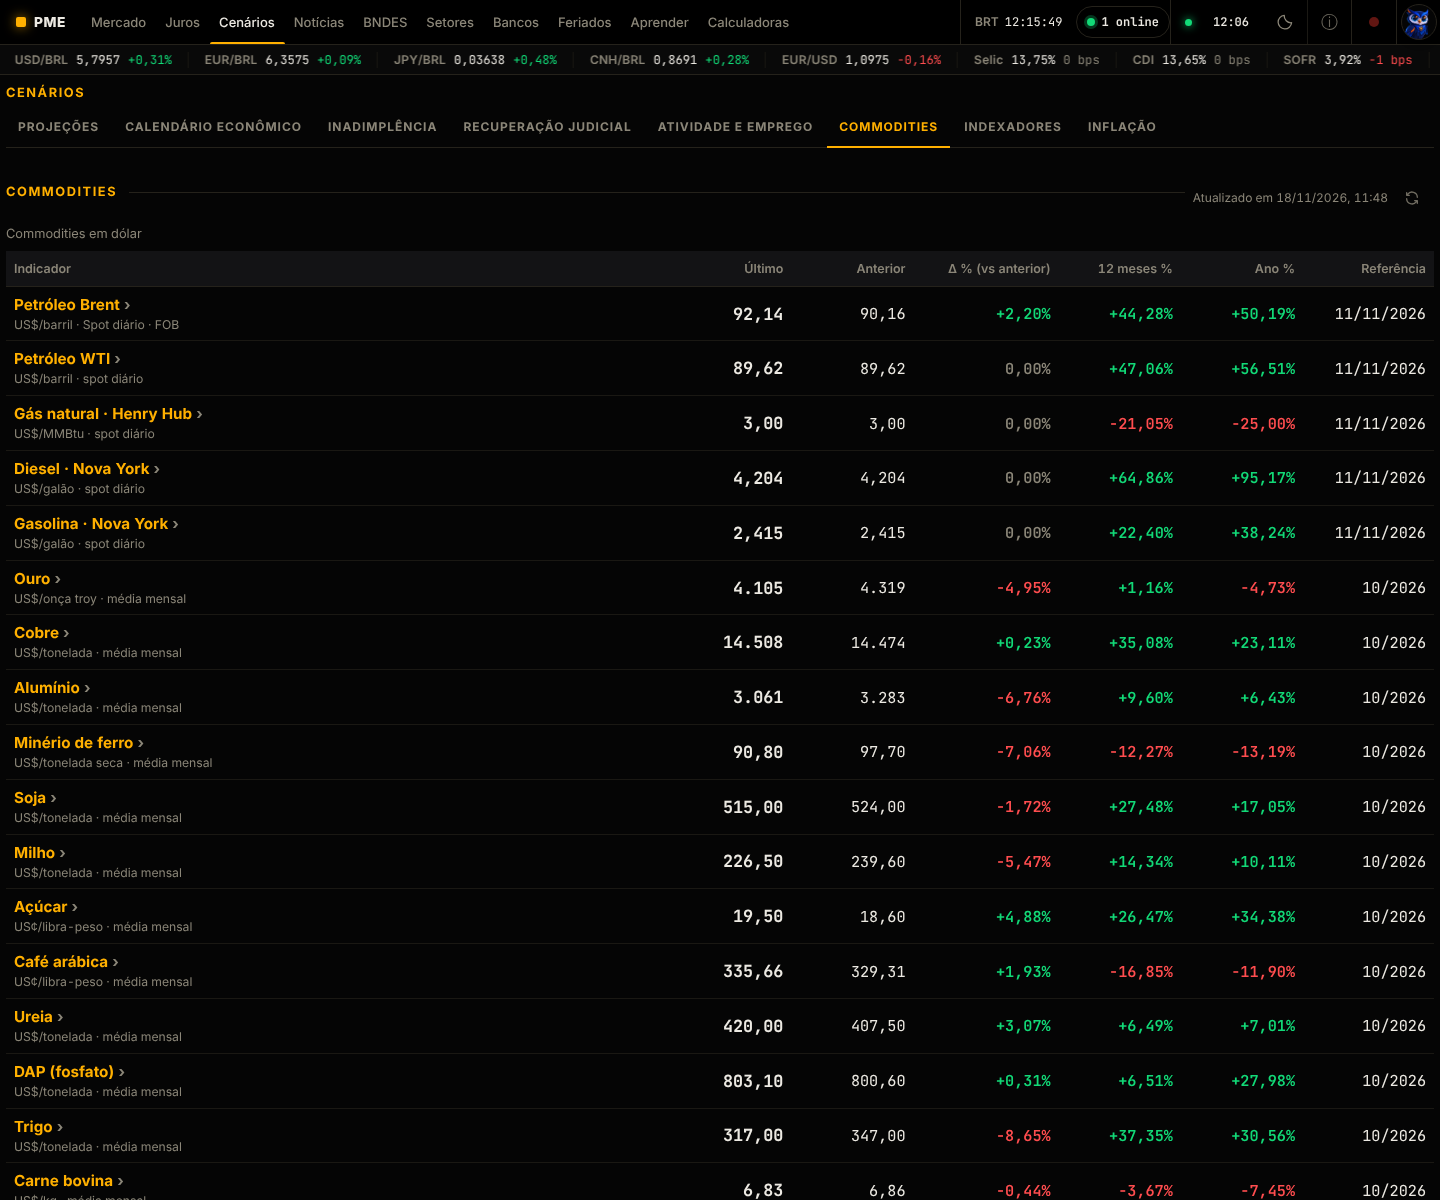 PME Mercado Juros Cenários Notícias BNDES Setores Bancos Feriados Aprender Calculadoras BRT 12:15:49 1 online 12:06
USD/BRL 5,7957 +0,31% EUR/BRL 6,3575 +0,09% JPY/BRL 0,03638 +0,48% CNH/BRL 0,8691 +0,28% EUR/USD 1,0975 -0,16% Selic 13,75% 0 bps CDI 13,65% 0 bps SOFR 3,92% -1 bps
CENÁRIOS
PROJEÇÕES CALENDÁRIO ECONÔMICO INADIMPLÊNCIA RECUPERAÇÃO JUDICIAL ATIVIDADE E EMPREGO COMMODITIES INDEXADORES INFLAÇÃO
COMMODITIES Atualizado em 18/11/2026, 11:48
Commodities em dólar
Indicador Último Anterior Δ % (vs anterior) 12 meses % Ano % Referência
Petróleo Brent › 92,14 90,16 +2,20% +44,28% +50,19% 11/11/2026
US$/barril · Spot diário · FOB
Petróleo WTI › 89,62 89,62 0,00% +47,06% +56,51% 11/11/2026
US$/barril · spot diário
Gás natural · Henry Hub › 3,00 3,00 0,00% -21,05% -25,00% 11/11/2026
US$/MMBtu · spot diário
Diesel · Nova York › 4,204 4,204 0,00% +64,86% +95,17% 11/11/2026
US$/galão · spot diário
Gasolina · Nova York › 2,415 2,415 0,00% +22,40% +38,24% 11/11/2026
US$/galão · spot diário
Ouro › 4.105 4.319 -4,95% +1,16% -4,73% 10/2026
US$/onça troy · média mensal
Cobre › 14.508 14.474 +0,23% +35,08% +23,11% 10/2026
US$/tonelada · média mensal
Alumínio › 3.061 3.283 -6,76% +9,60% +6,43% 10/2026
US$/tonelada · média mensal
Minério de ferro › 90,80 97,70 -7,06% -12,27% -13,19% 10/2026
US$/tonelada seca · média mensal
Soja › 515,00 524,00 -1,72% +27,48% +17,05% 10/2026
US$/tonelada · média mensal
Milho › 226,50 239,60 -5,47% +14,34% +10,11% 10/2026
US$/tonelada · média mensal
Açúcar › 19,50 18,60 +4,88% +26,47% +34,38% 10/2026
US¢/libra-peso · média mensal
Café arábica › 335,66 329,31 +1,93% -16,85% -11,90% 10/2026
US¢/libra-peso · média mensal
Ureia › 420,00 407,50 +3,07% +6,49% +7,01% 10/2026
US$/tonelada · média mensal
DAP (fosfato) › 803,10 800,60 +0,31% +6,51% +27,98% 10/2026
US$/tonelada · média mensal
Trigo › 317,00 347,00 -8,65% +37,35% +30,56% 10/2026
US$/tonelada · média mensal
Carne bovina › 6,83 6,86 -0,44% -3,67% -7,45% 10/2026
US$/kg · média mensal